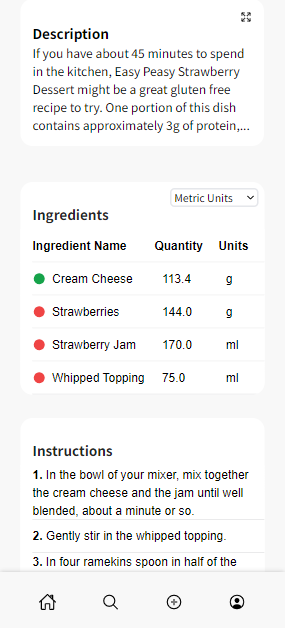 Description
If you have about 45 minutes to spend
in the kitchen, Easy Peasy Strawberry
Dessert might be a great gluten free
recipe to try. One portion of this dish
contains approximately 3g of protein,...
Metric Units
Ingredients
Ingredient Name Quantity Units
Cream Cheese 113.4 g
Strawberries 144.0 g
Strawberry Jam 170.0 ml
Whipped Topping 75.0 ml
Instructions
1. In the bowl of your mixer, mix together
the cream cheese and the jam until well
blended, about a minute or so.
2. Gently stir in the whipped topping.
3. In four ramekins spoon in half of the